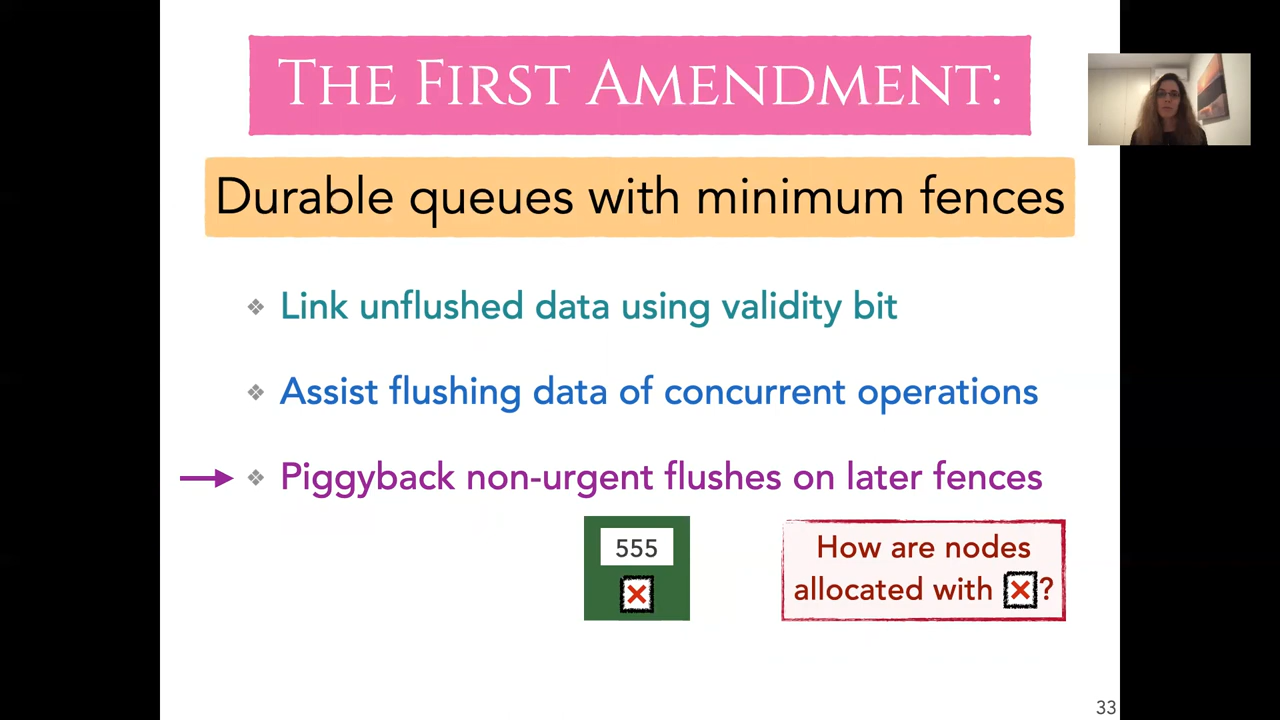 THE FIRST AMENDMENT:
Durable queues with minimum fences
❖ Link unflushed data using validity bit
❖ Assist flushing data of concurrent operations
❖ Piggyback non-urgent flushes on later fences
555
How are nodes
allocated with ?
33